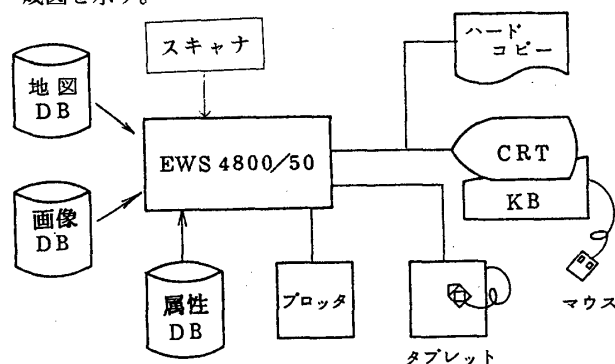 成図を示す。
スキャナ
ハード
コピー
地図
DB
EWS 4800/50
CRT
KB
画像
DB
属性
DB
プロッタ
タブレット
マウス